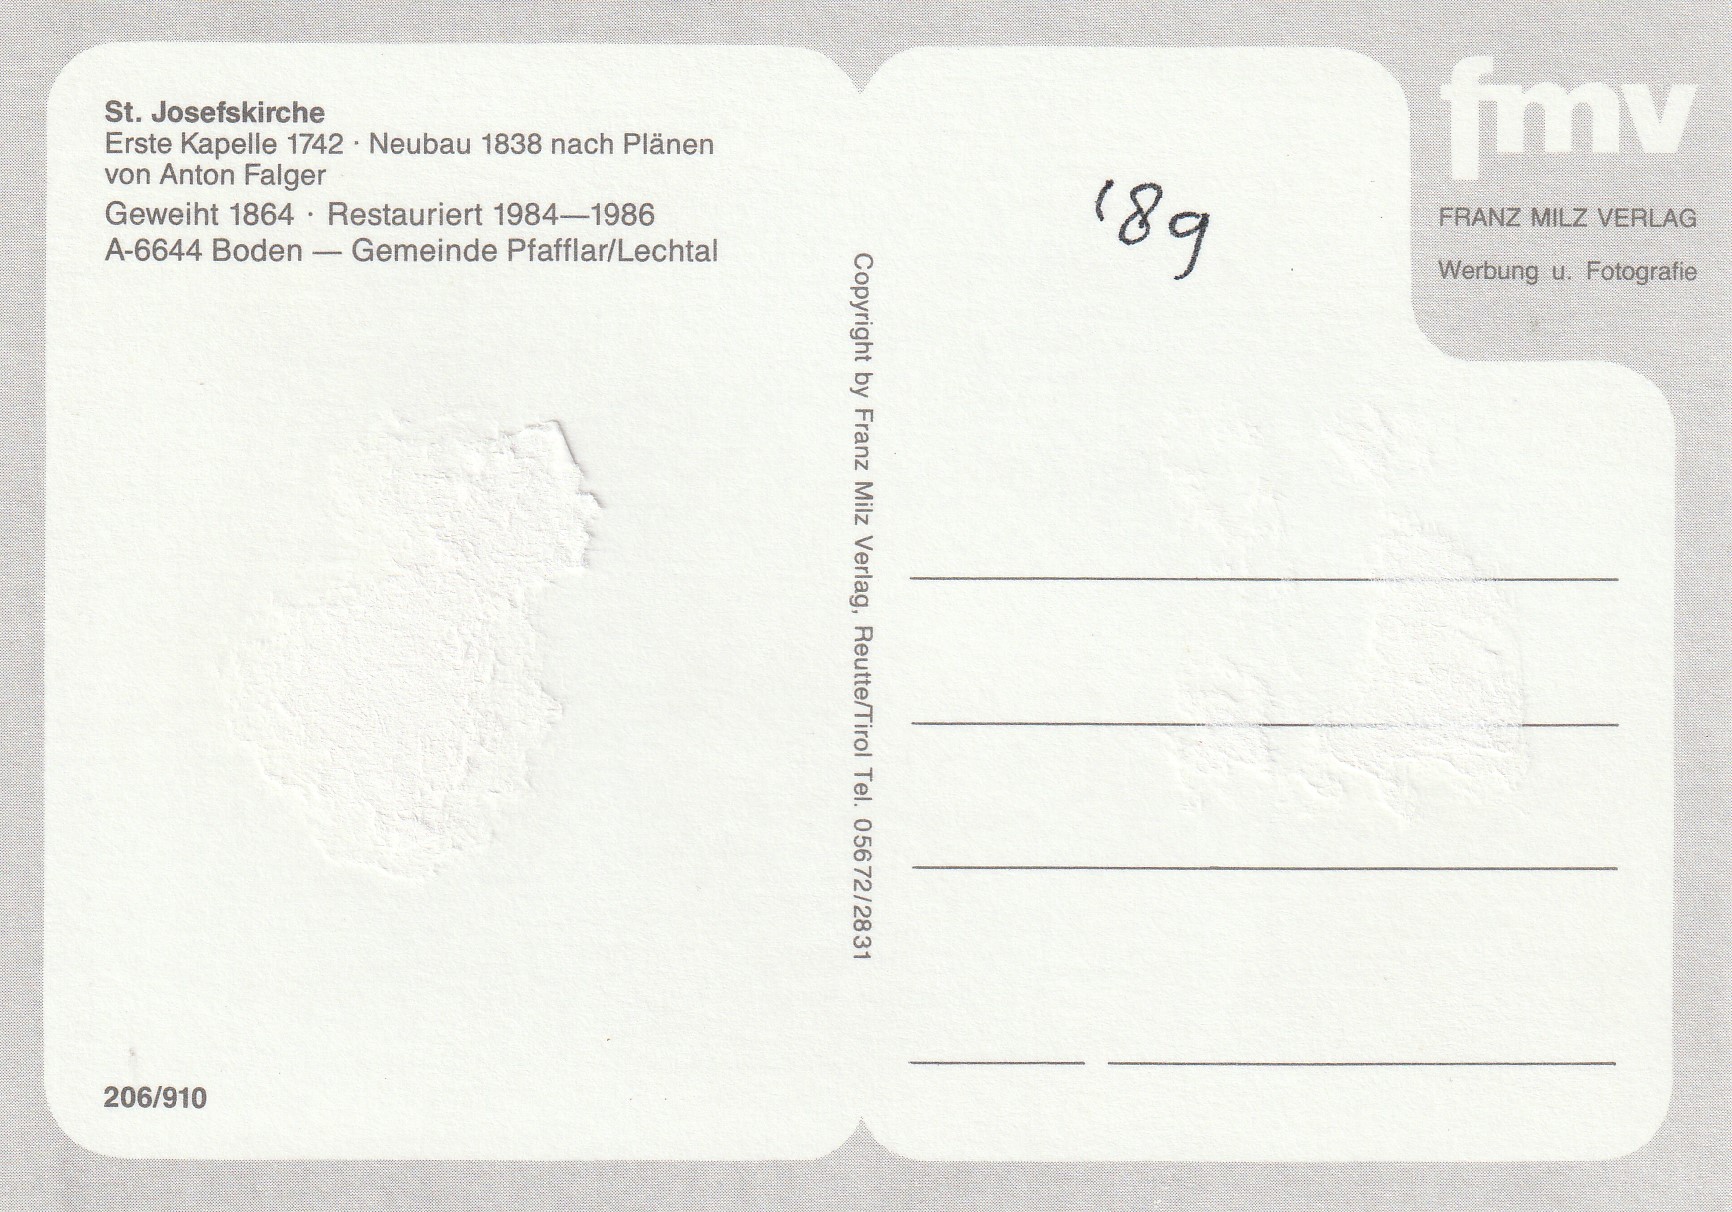 St. Josefskirche
Erste Kapelle 1742 · Neubau 1838 nach Plänen
von Anton Falger
Geweiht 1864 · Restauriert 1984—1986
A-6644 Boden — Gemeinde Pfafflar/Lechtal
206/910
Copyright by Franz Milz Verlag, Reutte/Tirol Tel. 05672/2831
'89
fmv
FRANZ MILZ VERLAG
Werbung u. Fotografie